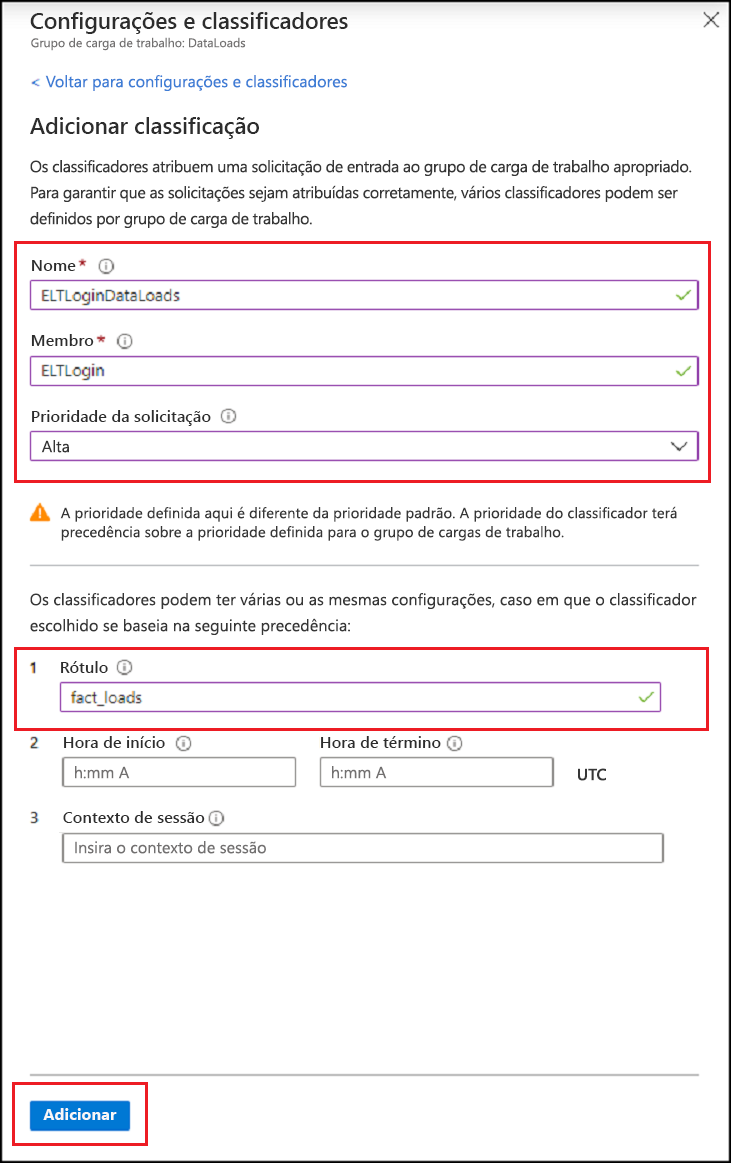 Configurações e classificadores
Grupo de carga de trabalho: DataLoads
< Voltar para configurações e classificadores
Adicionar classificação
Os classificadores atribuem uma solicitação de entrada ao grupo de carga de trabalho apropriado.
Para garantir que as solicitações sejam atribuídas corretamente, vários classificadores podem ser
definidos por grupo de carga de trabalho.
Nome *
ELTLoginDataLoads
Membro *
ELTLogin
Prioridade da solicitação
Alta
A prioridade definida aqui é diferente da prioridade padrão. A prioridade do classificador terá
precedência sobre a prioridade definida para o grupo de cargas de trabalho.
Os classificadores podem ter várias ou as mesmas configurações, caso em que o classificador
escolhido se baseia na seguinte precedência:
1 Rótulo
fact_loads
2 Hora de início Hora de término
h:mm A h:mm A UTC
3 Contexto de sessão
Insira o contexto de sessão
Adicionar